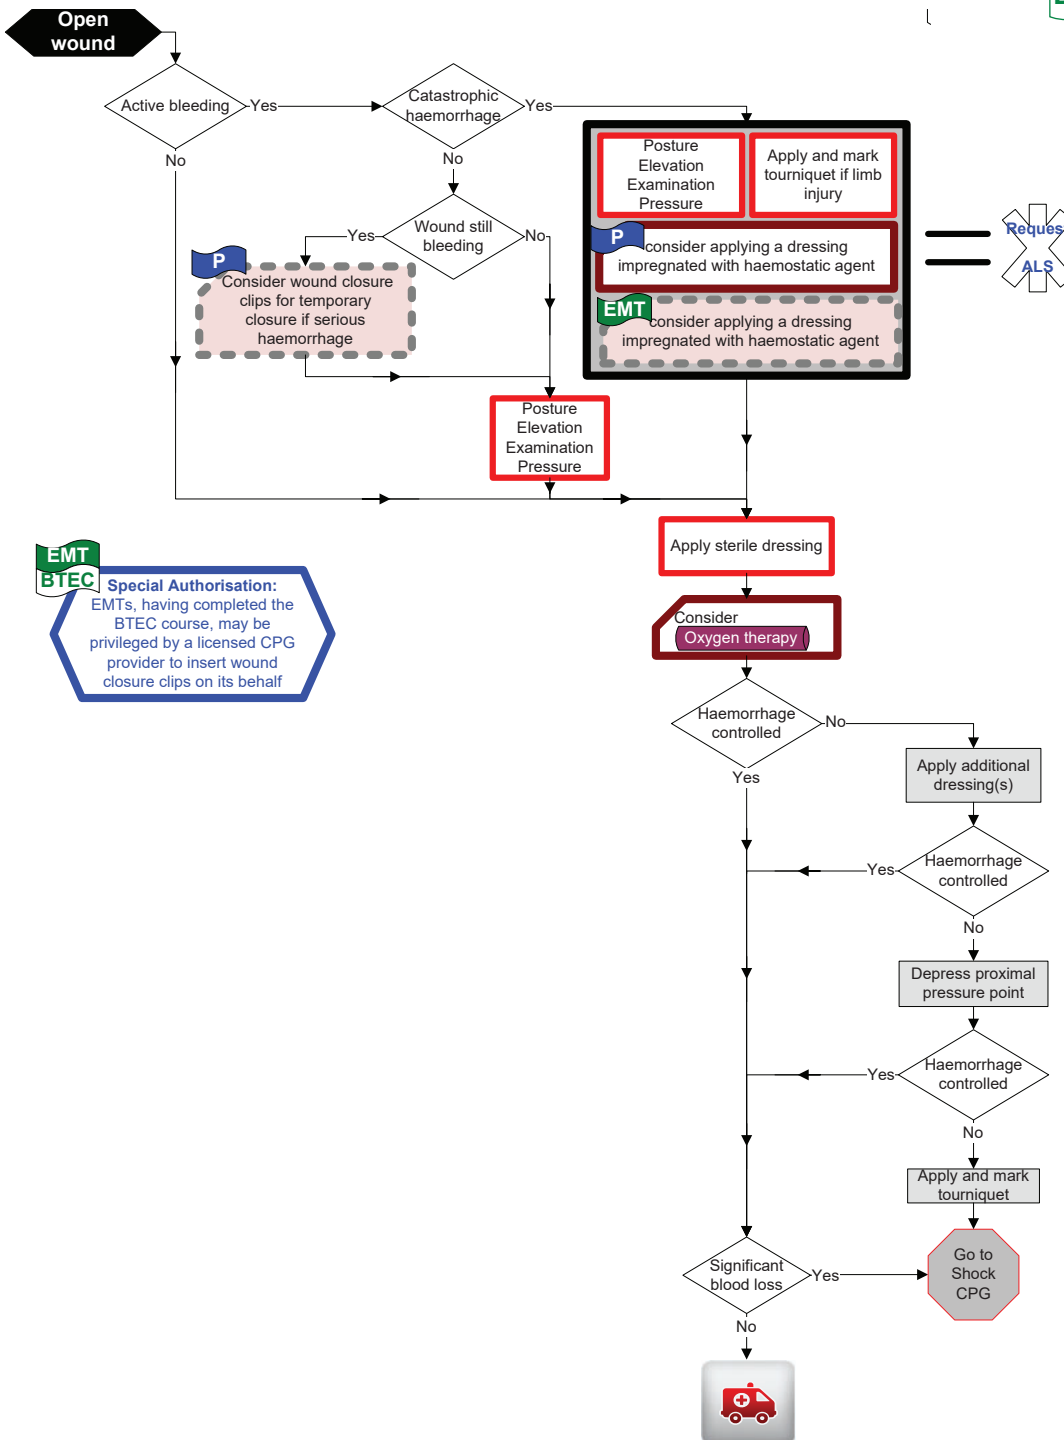 Open
wound
Active bleeding
Yes
Catastrophic
haemorrhage
Yes
No
No
Posture
Elevation
Examination
Pressure
Apply and mark
tourniquet if limb
injury
Wound still
bleeding
Yes
No
P
consider applying a dressing
impregnated with haemostatic agent
Reques
ALS
P
Consider wound closure
clips for temporary
closure if serious
haemorrhage
EMT
consider applying a dressing
impregnated with haemostatic agent
Posture
Elevation
Examination
Pressure
Apply sterile dressing
EMT
BTEC
Special Authorisation:
EMTs, having completed the
BTEC course, may be
privileged by a licensed CPG
provider to insert wound
closure clips on its behalf
Consider
Oxygen therapy
Haemorrhage
controlled
No
Yes
Apply additional
dressing(s)
Haemorrhage
controlled
Yes
No
Depress proximal
pressure point
Haemorrhage
controlled
Yes
No
Apply and mark
tourniquet
Significant
blood loss
Yes
Go to
Shock
CPG
No